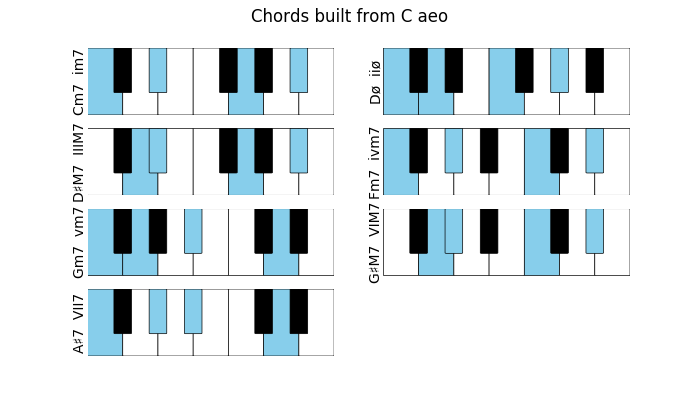 Chords built from C aeo
Cm7 im7
Dø iiø
D♯M7 IIIM7
Fm7 ivm7
Gm7 vm7
G♯M7 VIM7
A♯7 VII7